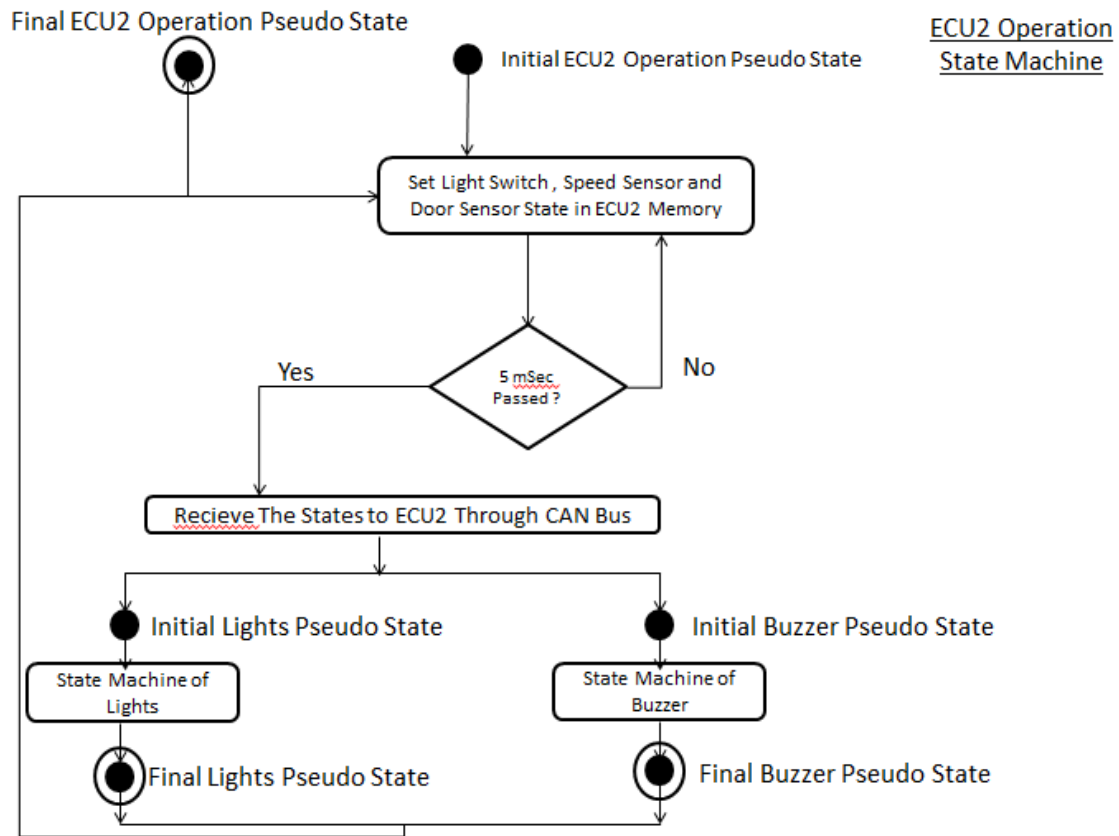 Final ECU2 Operation Pseudo State
Initial ECU2 Operation Pseudo State
ECU2 Operation
State Machine
Set Light Switch , Speed Sensor and
Door Sensor State in ECU2 Memory
Yes
5 mSec
Passed ?
No
Recieve The States to ECU2 Through CAN Bus
Initial Lights Pseudo State
Initial Buzzer Pseudo State
State Machine of
Lights
State Machine of
Buzzer
Final Lights Pseudo State
Final Buzzer Pseudo State